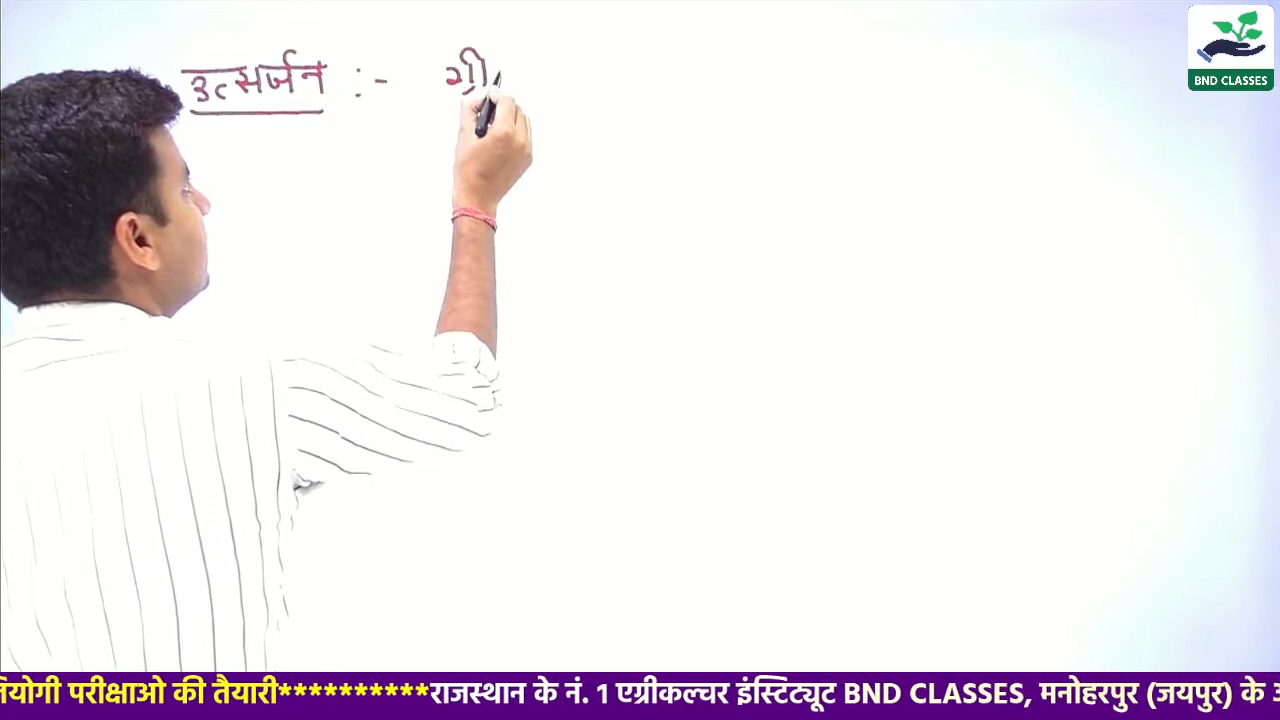 उत्सर्जन :- ग्री
BND CLASSES
तियोगी परीक्षाओ की तैयारी**********राजस्थान के नं. 1 एग्रीकल्चर इंस्टिट्यूट BND CLASSES, मनोहरपुर (जयपुर) के